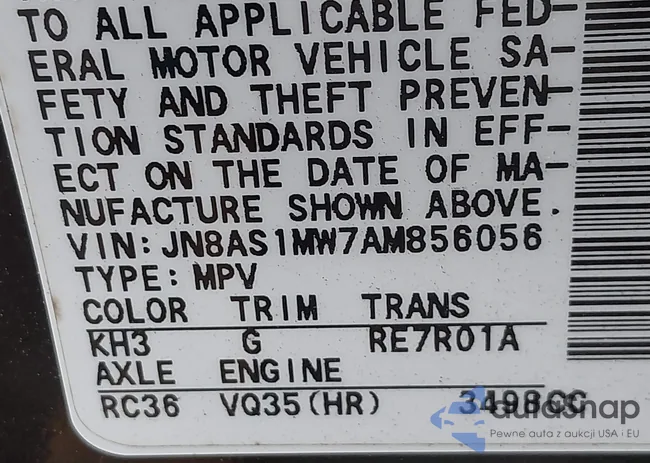 TO ALL APPLICABLE FED-
ERAL MOTOR VEHICLE SA-
FETY AND THEFT PREVEN-
TION STANDARDS IN EFF-
ECT ON THE DATE OF MA-
NUFACTURE SHOWN ABOVE.
VIN:JN8AS1MW7AM856056
TYPE:MPV
COLOR TRIM TRANS
KH3 G RE7R01A
AXLE ENGINE
RC36 VQ35(HR) 3498CC
autosnap
Pewne auta z aukcji USA i EU